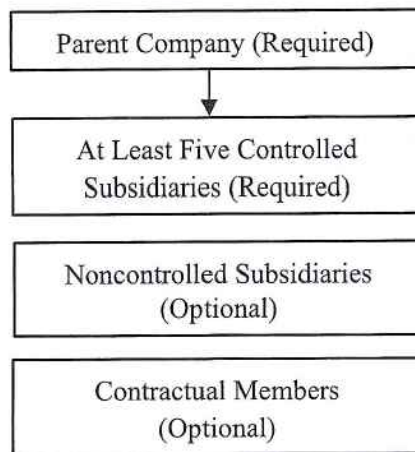 Parent Company (Required)
At Least Five Controlled
Subsidiaries (Required)
Noncontrolled Subsidiaries
(Optional)
Contractual Members
(Optional)